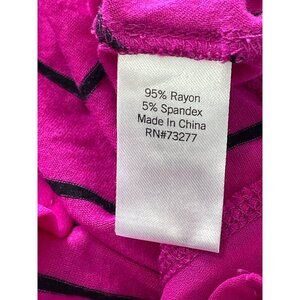 95% Rayon
5% Spandex
Made In China
RN#73277